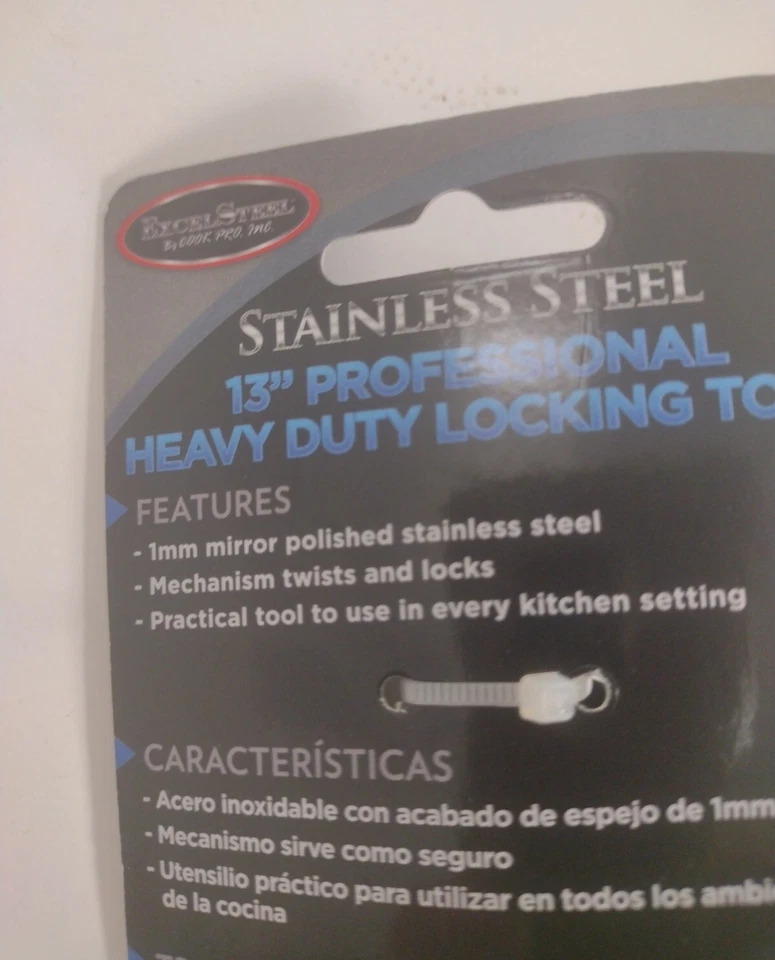 EXCELSTEEL
By COOK PRO, INC.
STAINLESS STEEL
13” PROFESSIONAL
HEAVY DUTY LOCKING TO
FEATURES
- 1mm mirror polished stainless steel
- Mechanism twists and locks
- Practical tool to use in every kitchen setting
CARACTERÍSTICAS
- Acero inoxidable con acabado de espejo de 1mm
- Mecanismo sirve como seguro
- Utensilio práctico para utilizar en todos los ambi
de la cocina